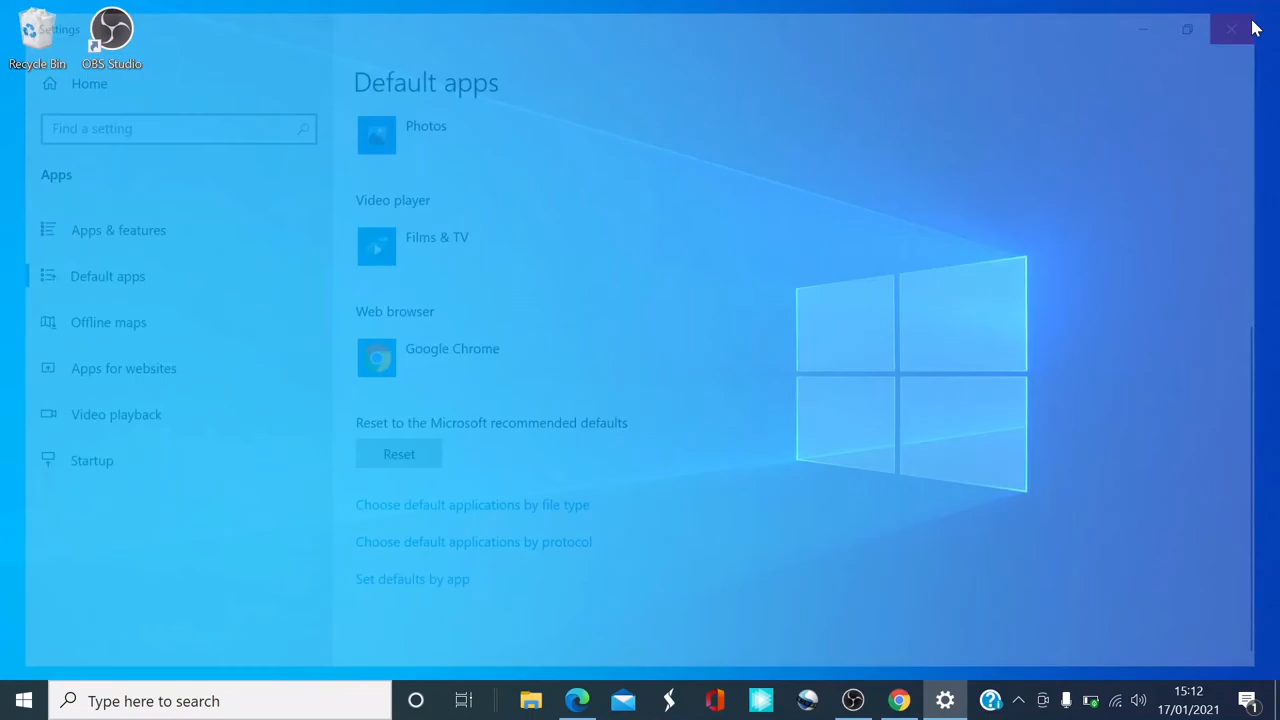 Settings
Recycle Bin
OBS Studio
Home
Find a setting
Apps
Apps & features
Default apps
Offline maps
Apps for websites
Video playback
Startup
Default apps
Photos
Video player
Films & TV
Web browser
Google Chrome
Reset to the Microsoft recommended defaults
Reset
Choose default applications by file type
Choose default applications by protocol
Set defaults by app
Type here to search
15:12
17/01/2021
1